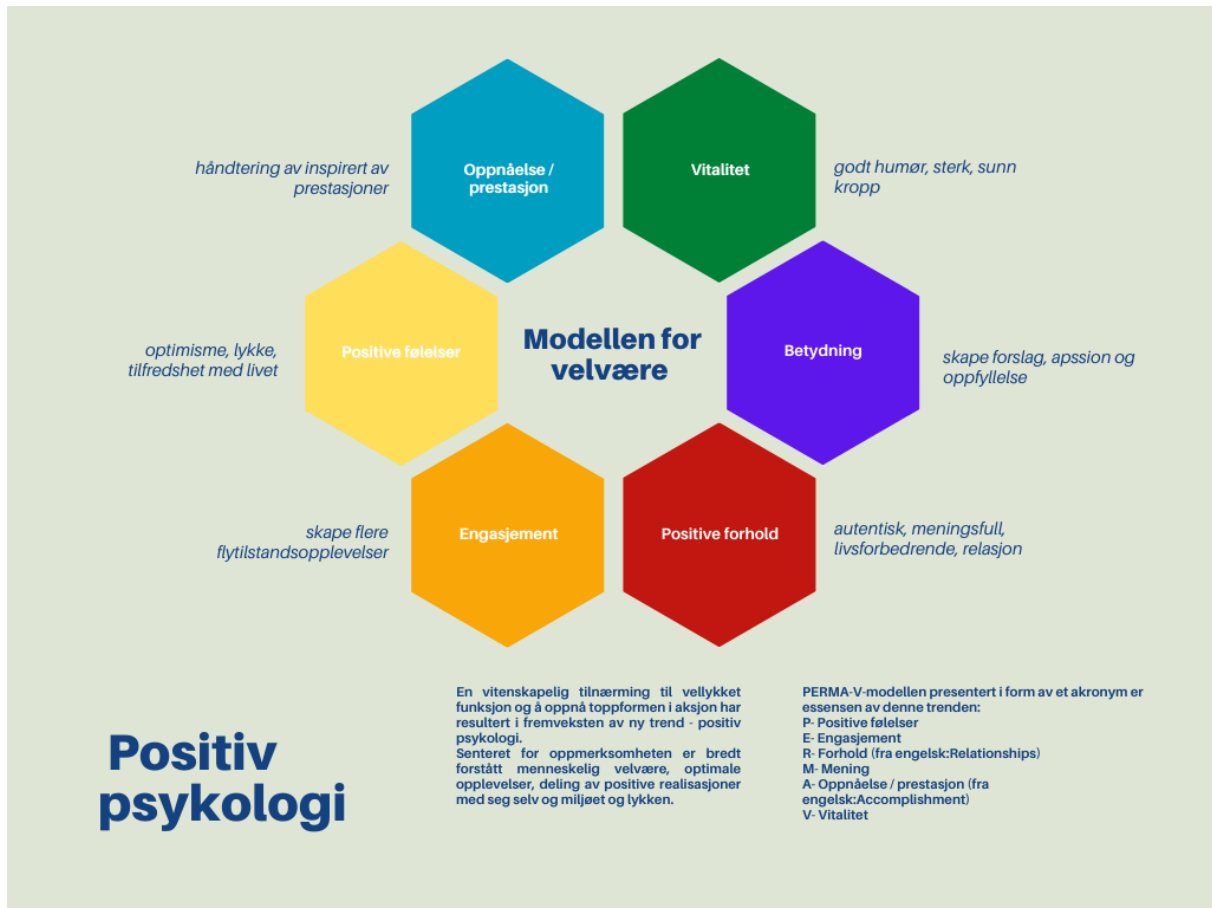 Oppnåelse /
prestasjon
Vitalitet
håndtering av inspirert av
prestasjoner
godt humør, sterk, sunn
kropp
Modellen for
velvære
Positive følelser
Betydning
optimisme, lykke,
tilfredshet med livet
skape forslag, apssion og
oppfyllelse
Engasjement
Positive forhold
skape flere
flytilstandsopplevelser
autentisk, meningsfull,
livsforbedrende, relasjon
Positiv
psykologi
En vitenskapelig tilnærming til vellykket
funksjon og å oppnå toppformen i aksjon har
resultert i fremveksten av ny trend - positiv
psykologi.
Senteret for oppmerksomheten er bredt
forstått menneskelig velvære, optimale
opplevelser, deling av positive realisasjoner
med seg selv og miljøet og lykken.
PERMA-V-modellen presentert i form av et akronym er
essensen av denne trenden:
P- Positive følelser
E- Engasjement
R- Forhold (fra engelsk:Relationships)
M- Mening
A- Oppnåelse / prestasjon (fra
engelsk:Accomplishment)
V- Vitalitet